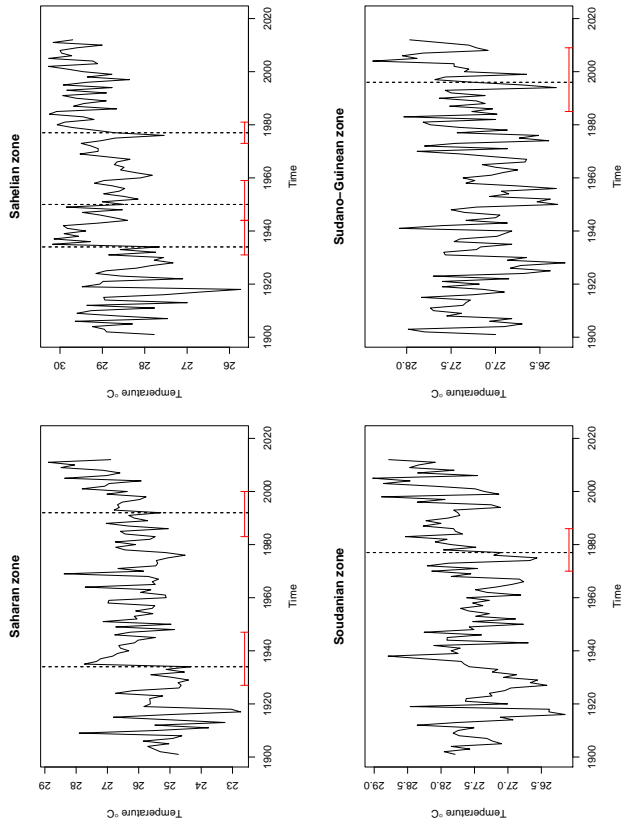 Saharan zone
Temperature °C
29
28
27
26
25
24
23
1900 1920 1940 1960 1980 2000 2020
Time
Sahelian zone
Temperature °C
30
29
28
27
26
1900 1920 1940 1960 1980 2000 2020
Time
Soudanian zone
Temperature °C
29.0
28.5
28.0
27.5
27.0
26.5
1900 1920 1940 1960 1980 2000 2020
Time
Sudano−Guinean zone
Temperature °C
28.0
27.5
27.0
26.5
1900 1920 1940 1960 1980 2000 2020
Time